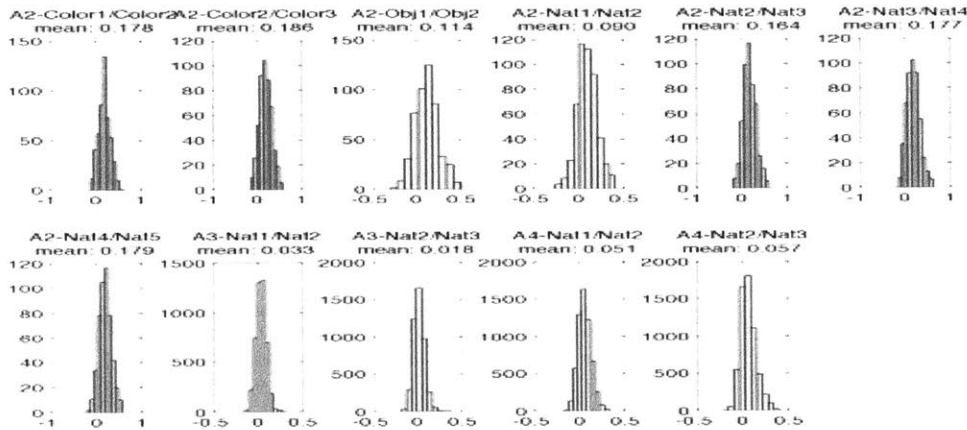 A2-Color1/Color2 A2-Color2/Color3 A2-Obj1/Obj2 A2-Nat1/Nat2 A2-Nat2/Nat3 A2-Nat3/Nat4
mean: 0.178 mean: 0.186 mean: 0.114 mean: 0.090 mean: 0.164 mean: 0.177
150 120 150 120 120 120
100 100 100 100
100 80 100 80 80 80
60 60 60 60
50 40 50 40 40 40
20 20 20 20
0 0 0 0 0 0
-1 0 1 -1 0 1 -0.5 0 0.5 -0.5 0 0.5 -1 0 1 -1 0 1
A2-Nat4/Nat5 A3-Nat1/Nat2 A3-Nat2/Nat3 A4-Nat1/Nat2 A4-Nat2/Nat3
mean: 0.179 mean: 0.033 mean: 0.018 mean: 0.051 mean: 0.057
120 1500 2000 2000 2000
100
80 1000 1500 1500 1500
60 1000 1000 1000
40 500 500 500 500
20
0 0 0 0 0
-1 0 1 -0.5 0 0.5 -0.5 0 0.5 -0.5 0 0.5 -0.5 0 0.5